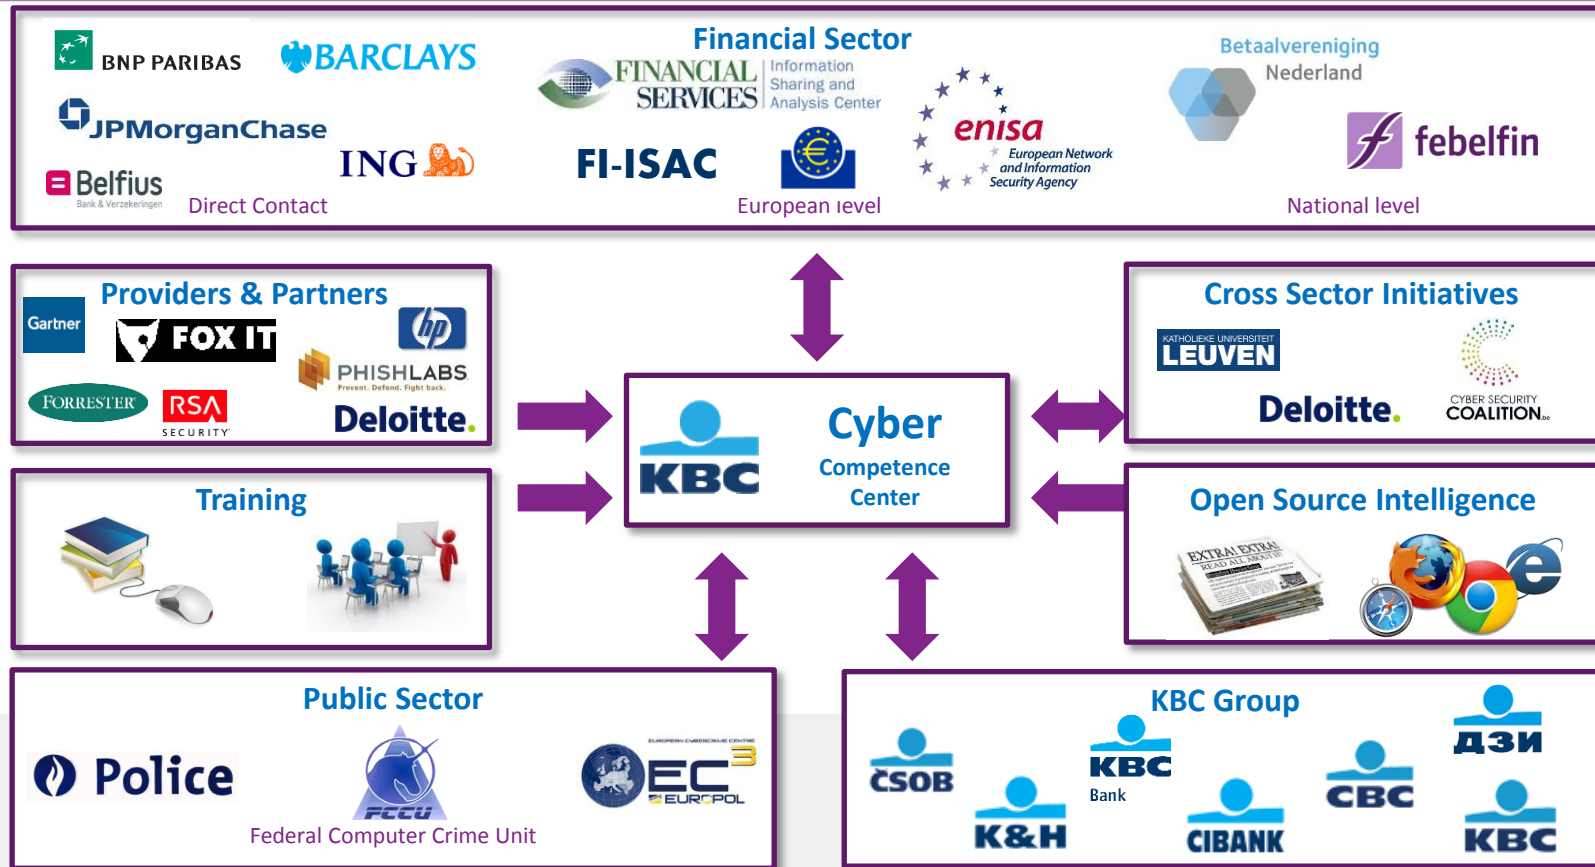 Financial Sector
BNP PARIBAS
BARCLAYS
JPMorganChase
ING
Belfius
Bank & Verzekeringen
Direct Contact
FINANCIAL
SERVICES
Information
Sharing and
Analysis Center
FI-ISAC
enisa
European Network
and Information
Security Agency
European level
Betaalvereniging
Nederland
febelfin
National level
Providers & Partners
Gartner
FOX IT
hp
PHISHLABS
Prevent. Defend. Fight back.
FORRESTER
RSA
SECURITY
Deloitte.
Cross Sector Initiatives
KATHOLIEKE UNIVERSITEIT
LEUVEN
Deloitte.
CYBER SECURITY
COALITION.be
KBC
Cyber
Competence
Center
Training
Open Source Intelligence
EXTRA! EXTRA!
READ ALL ABOUT IT!
Public Sector
Police
FCCU
Federal Computer Crime Unit
EUROPEAN CYBERCRIME CENTRE
EC3
EUROPOL
KBC Group
ČSOB
K&H
KBC
Bank
CIBANK
CBC
ДЗИ
KBC